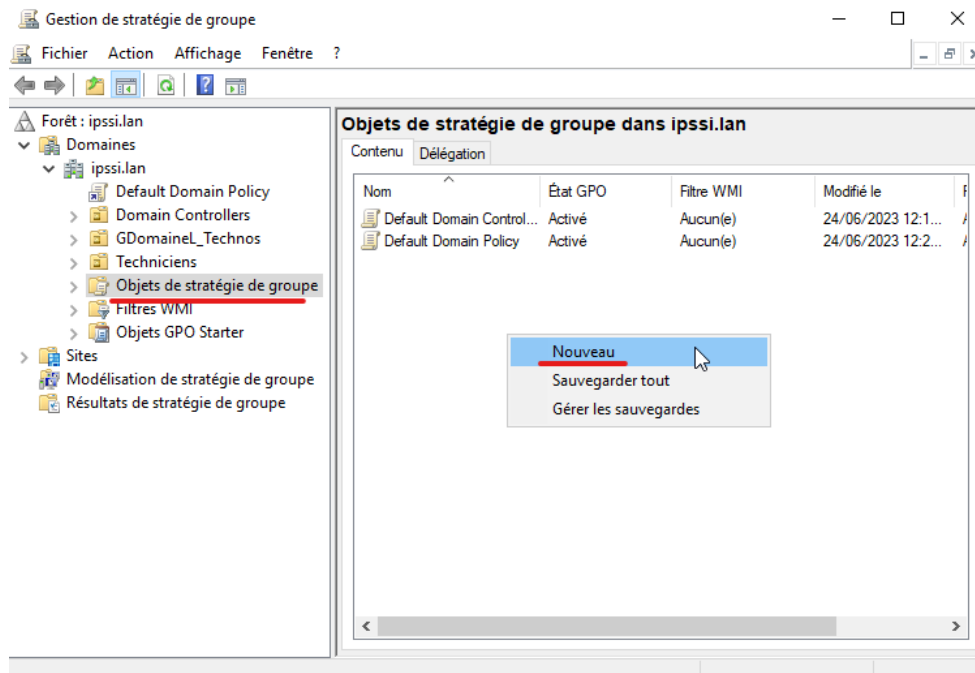 Gestion de stratégie de groupe
Fichier Action Affichage Fenêtre ?
Forêt : ipssi.lan
Domaines
ipssi.lan
Default Domain Policy
Domain Controllers
GDomaineL_Technos
Techniciens
Objets de stratégie de groupe
Filtres WMI
Objets GPO Starter
Sites
Modélisation de stratégie de groupe
Résultats de stratégie de groupe
Objets de stratégie de groupe dans ipssi.lan
Contenu Délégation
Nom État GPO Filtre WMI Modifié le
Default Domain Control... Activé Aucun(e) 24/06/2023 12:1...
Default Domain Policy Activé Aucun(e) 24/06/2023 12:2...
Nouveau
Sauvegarder tout
Gérer les sauvegardes